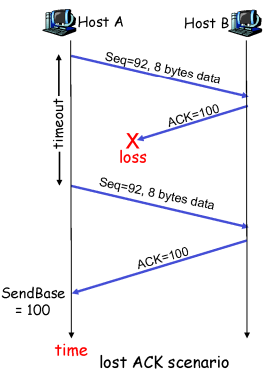 Host A
Host B
Seq=92, 8 bytes data
ACK=100
timeout
X
loss
Seq=92, 8 bytes data
ACK=100
SendBase
= 100
time
lost ACK scenario